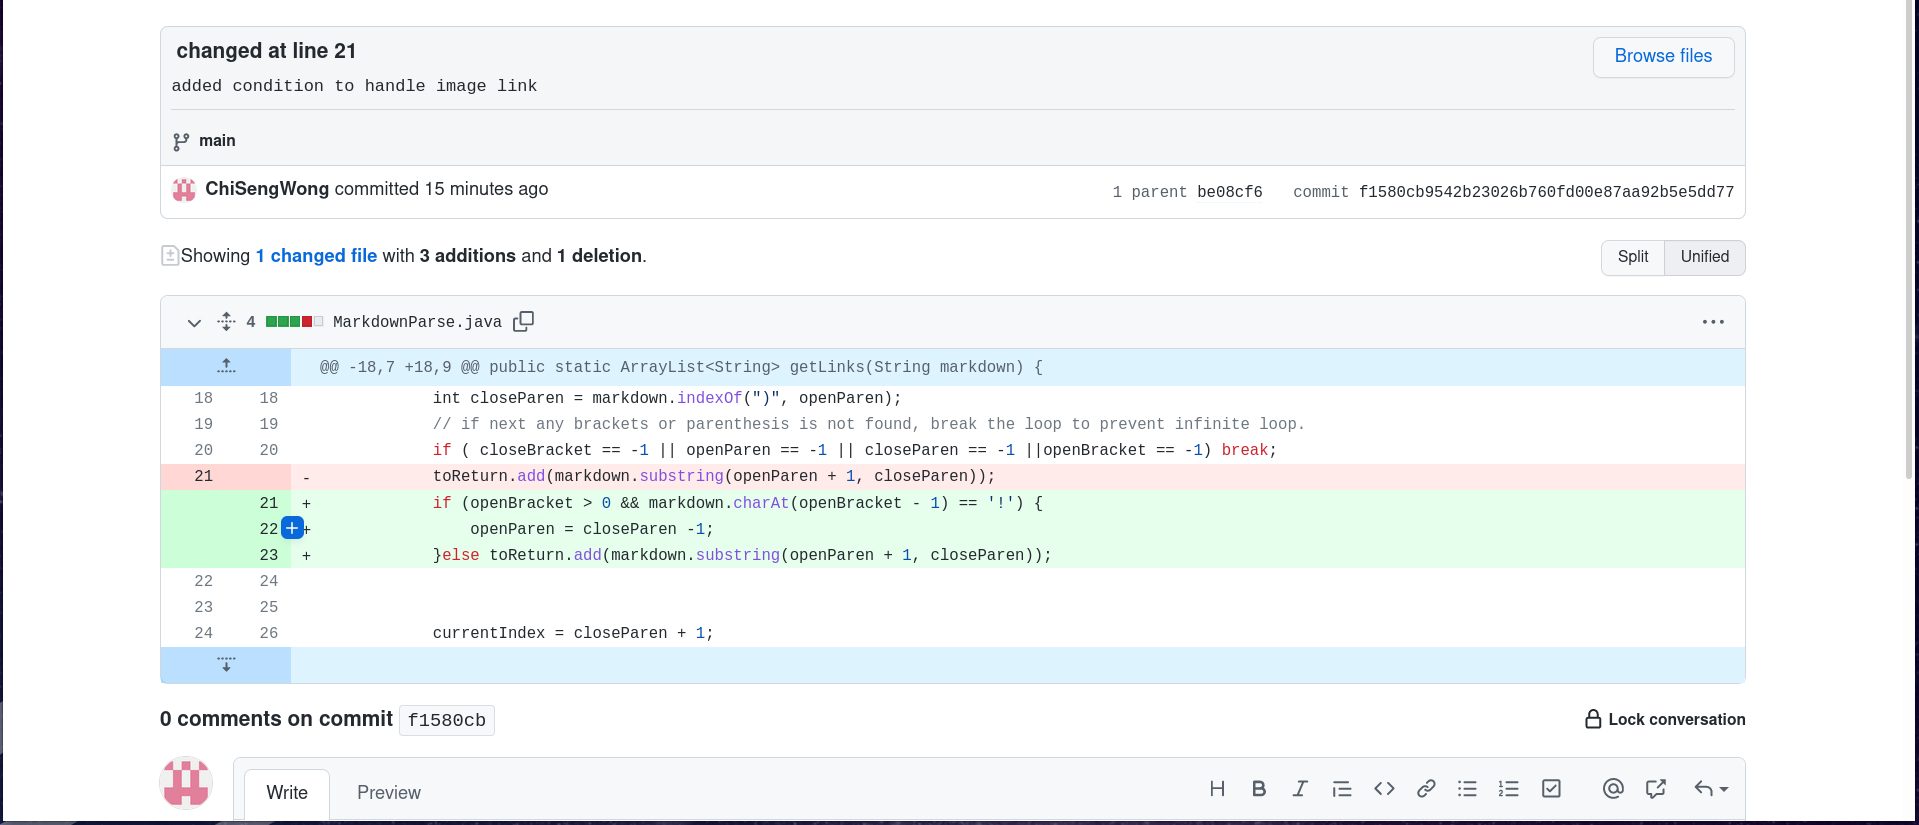 changed at line 21
Browse files
added condition to handle image link
main
ChiSengWong committed 15 minutes ago
1 parent be08cf6 commit f1580cb9542b23026b760fd00e87aa92b5e5dd77
Showing 1 changed file with 3 additions and 1 deletion.
Split Unified
4 MarkdownParse.java
@@ -18,7 +18,9 @@ public static ArrayList<String> getLinks(String markdown) {
18 18 int closeParen = markdown.indexOf(")", openParen);
19 19 // if next any brackets or parenthesis is not found, break the loop to prevent infinite loop.
20 20 if ( closeBracket == -1 || openParen == -1 || closeParen == -1 ||openBracket == -1) break;
21 - toReturn.add(markdown.substring(openParen + 1, closeParen));
21 + if (openBracket > 0 && markdown.charAt(openBracket - 1) == '!') {
22 + openParen = closeParen -1;
23 + }else toReturn.add(markdown.substring(openParen + 1, closeParen));
22 24
23 25
24 26 currentIndex = closeParen + 1;
0 comments on commit f1580cb
Lock conversation
Write Preview